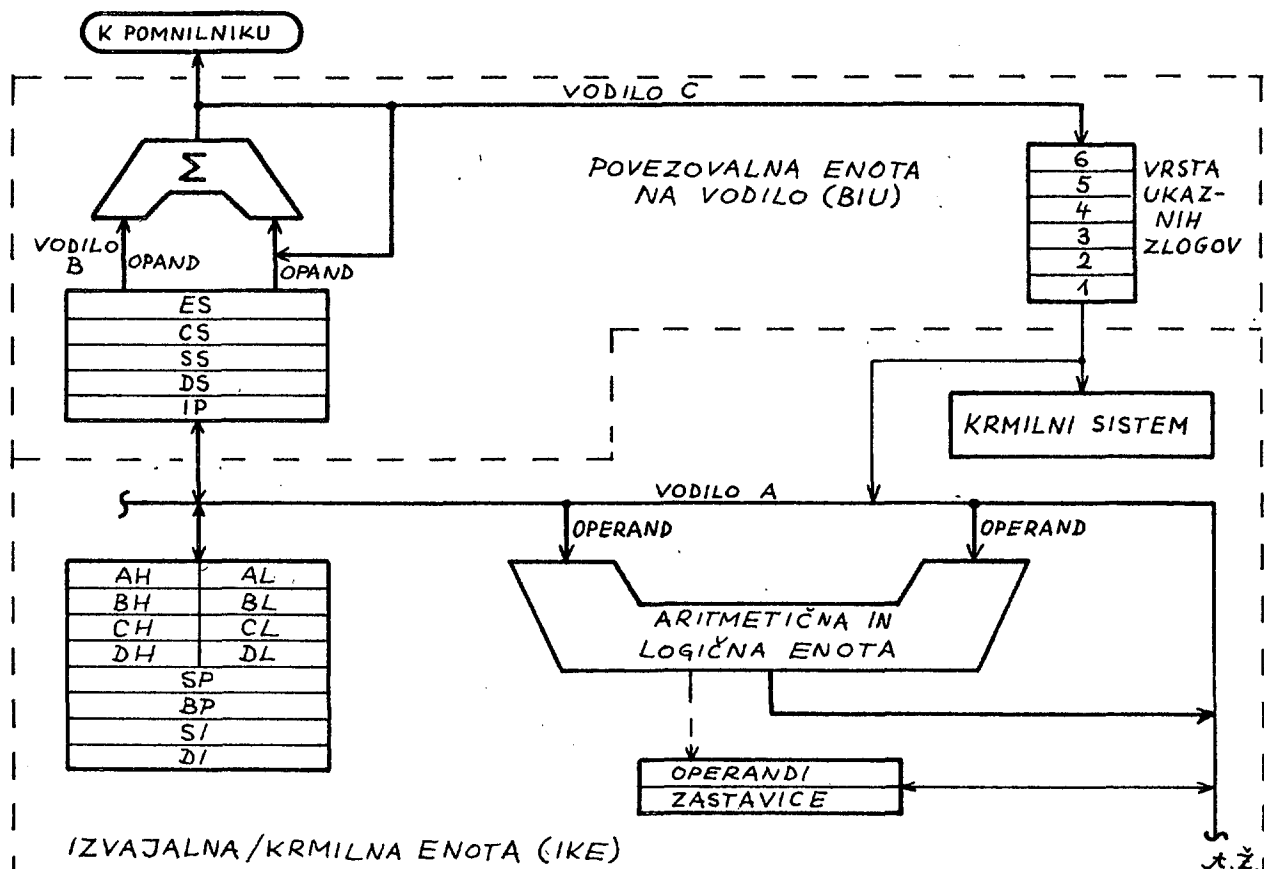 K POMNILNIKU
VODILO C
Σ
POVEZOVALNA ENOTA
NA VODILO (BIU)
6
5
4
3
2
1
VRSTA
UKAZ-
NIH
ZLOGOV
VODILO
B
OPAND
OPAND
ES
CS
SS
DS
IP
KRMILNI SISTEM
VODILO A
OPERAND
OPERAND
AH AL
BH BL
CH CL
DH DL
SP
BP
SI
DI
ARITMETIČNA IN
LOGIČNA ENOTA
OPERANDI
ZASTAVICE
IZVAJALNA/KRMILNA ENOTA (IKE)
A.Ž.